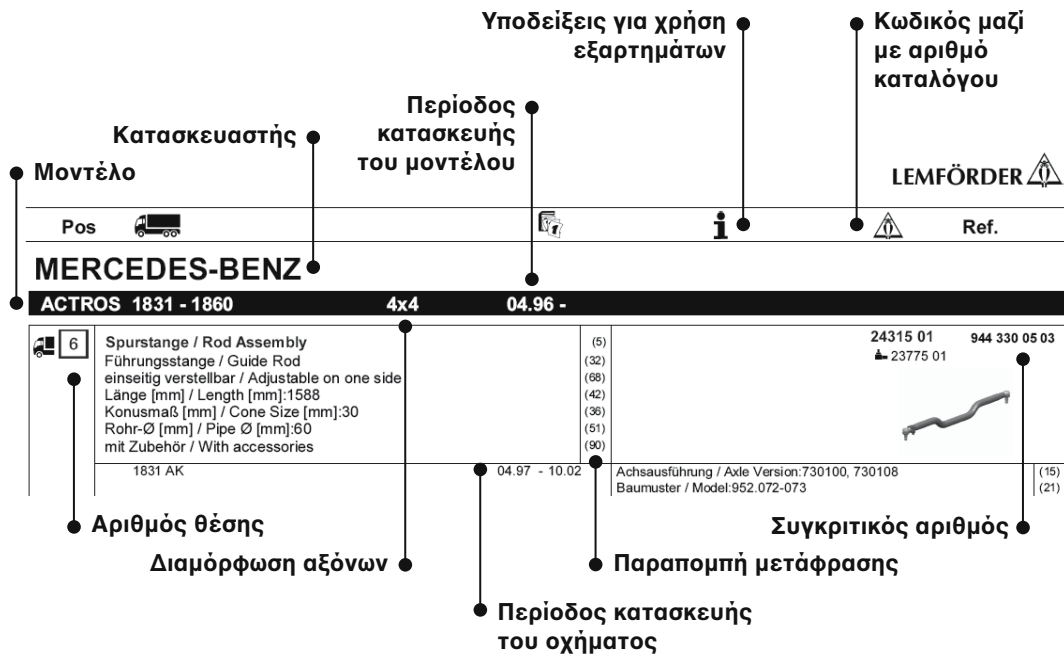 Υποδείξεις για χρήση
εξαρτημάτων
Κωδικός μαζί
με αριθμό
καταλόγου
Περίοδος
κατασκευής
του μοντέλου
Κατασκευαστής
Μοντέλο
LEMFÖRDER
Pos
Ref.
MERCEDES-BENZ
ACTROS 1831 - 1860 4x4 04.96 -
6
Spurstange / Rod Assembly (5)
Führungsstange / Guide Rod (32)
einseitig verstellbar / Adjustable on one side (68)
Länge [mm] / Length [mm]:1588 (42)
Konusmaß [mm] / Cone Size [mm]:30 (36)
Rohr-Ø [mm] / Pipe Ø [mm]:60 (51)
mit Zubehör / With accessories (90)
24315 01 944 330 05 03
23775 01
1831 AK 04.97 - 10.02 Achsausführung / Axle Version:730100, 730108 (15)
Baumuster / Model:952.072-073 (21)
Αριθμός θέσης
Συγκριτικός αριθμός
Διαμόρφωση αξόνων
Παραπομπή μετάφρασης
Περίοδος κατασκευής
του οχήματος